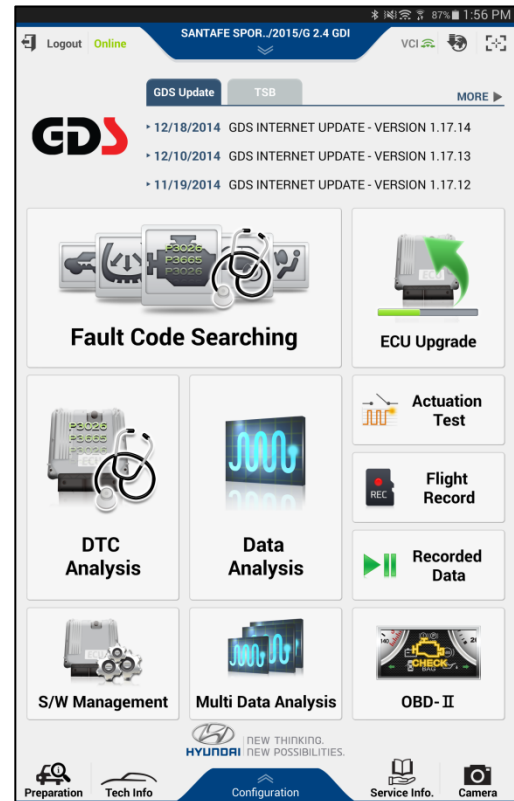 87% 1:56 PM
Logout Online SANTAFE SPOR../2015/G 2.4 GDI VCI
GDS Update TSB MORE
GDS
12/18/2014 GDS INTERNET UPDATE - VERSION 1.17.14
12/10/2014 GDS INTERNET UPDATE - VERSION 1.17.13
11/19/2014 GDS INTERNET UPDATE - VERSION 1.17.12
P3026
P3665
P3026
ECU
Fault Code Searching
ECU Upgrade
P3026
P3665
P3026
ECU
DTC
Analysis
Data
Analysis
Actuation
Test
REC
Flight
Record
Recorded
Data
ECU
S/W Management
Multi Data Analysis
140
CHECK
OBD-Ⅱ
HYUNDAI
NEW THINKING.
NEW POSSIBILITIES.
Preparation Tech Info Configuration Service Info. Camera